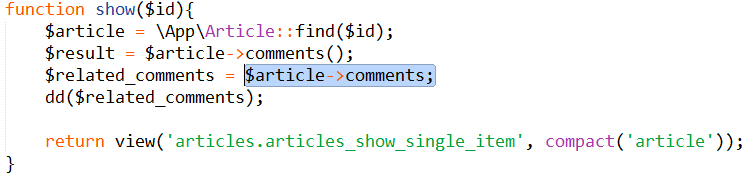 function show($id){
    $article = \App\Article::find($id);
    $result = $article->comments();
    $related_comments = $article->comments;
    dd($related_comments);

    return view('articles.articles_show_single_item', compact('article'));
}